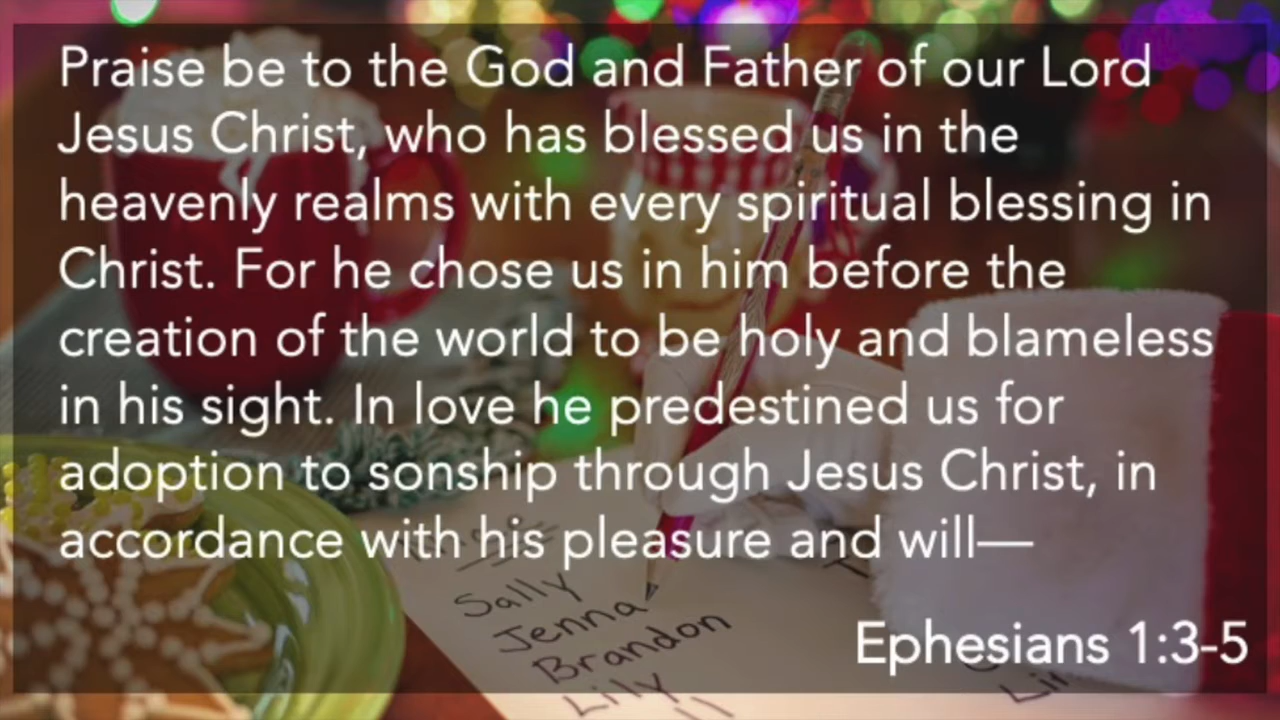 Praise be to the God and Father of our Lord
Jesus Christ, who has blessed us in the
heavenly realms with every spiritual blessing in
Christ. For he chose us in him before the
creation of the world to be holy and blameless
in his sight. In love he predestined us for
adoption to sonship through Jesus Christ, in
accordance with his pleasure and will—
Ephesians 1:3-5
Sally
Jenna
Brandon
Lily